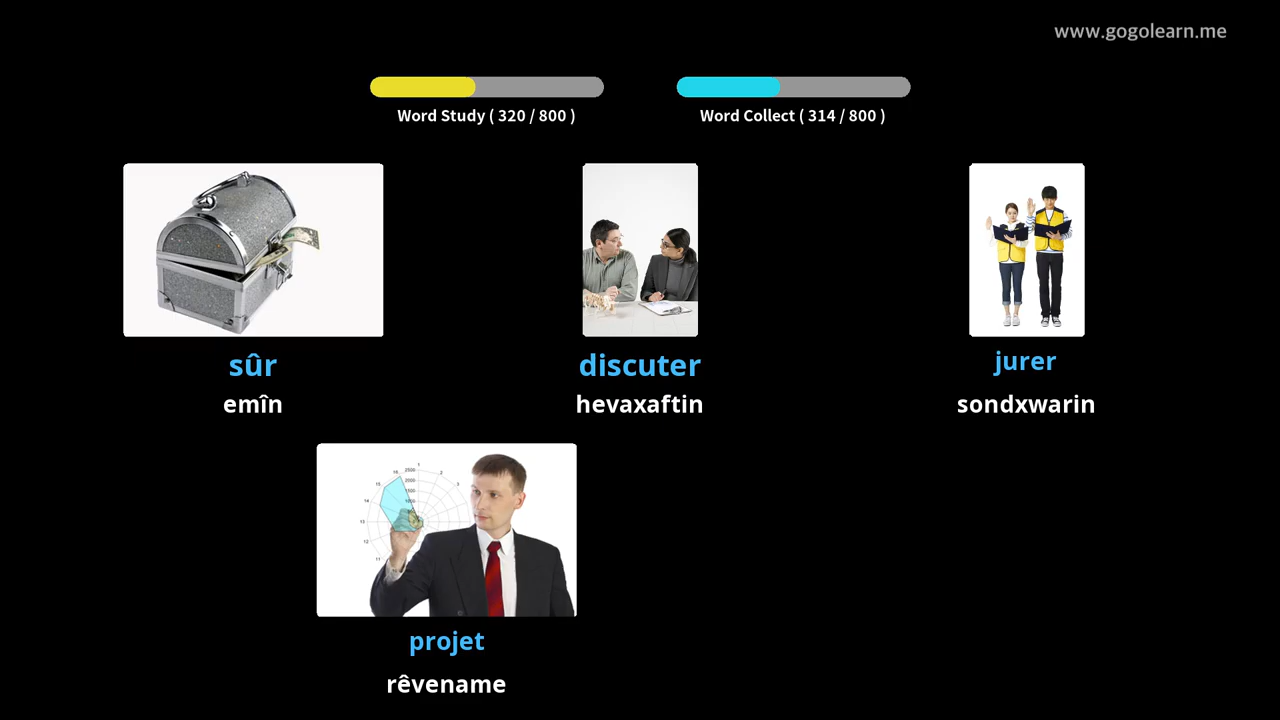 www.gogolearn.me
Word Study ( 320 / 800 )
Word Collect ( 314 / 800 )
sûr
emîn
discuter
hevaxaftin
jurer
sondxwarin
projet
rêvename